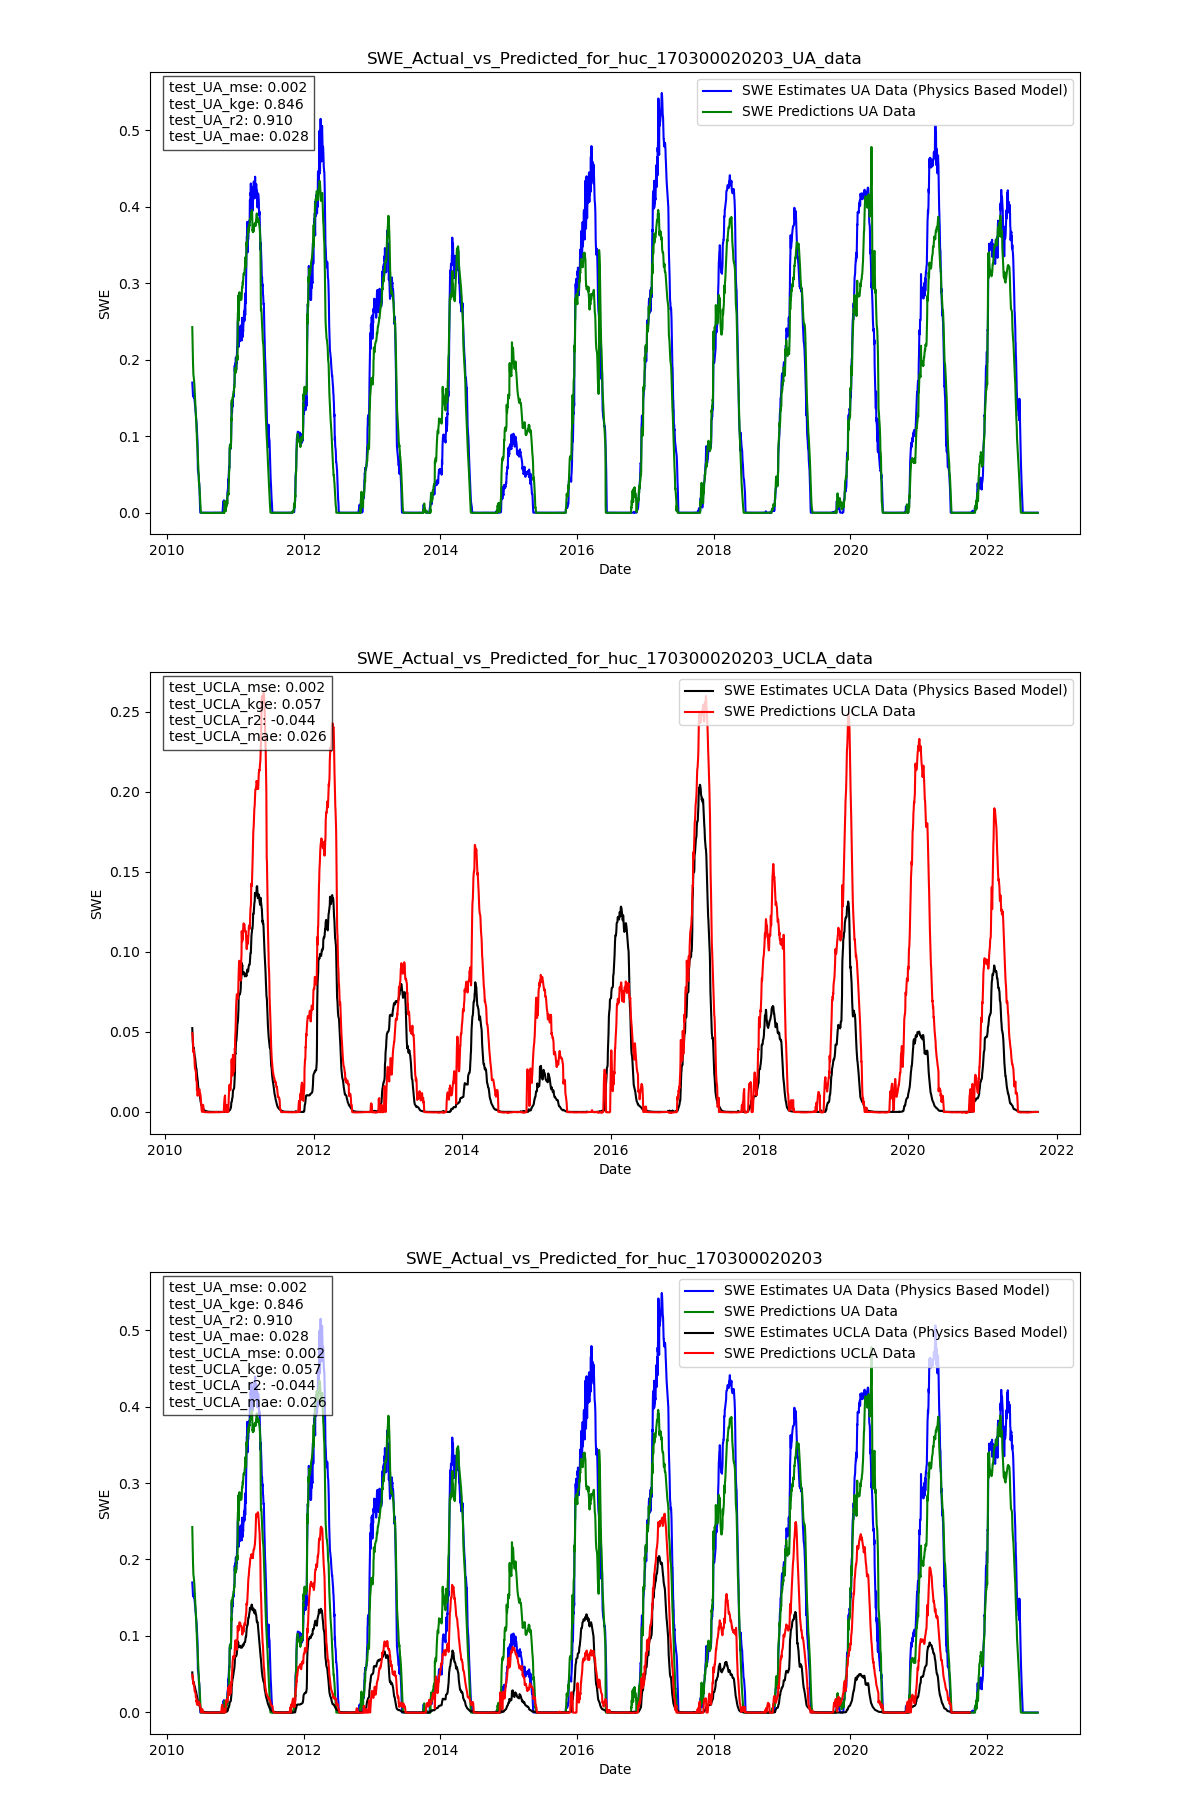 SWE_Actual_vs_Predicted_for_huc_170300020203_UA_data
test_UA_mse: 0.002
test_UA_kge: 0.846
test_UA_r2: 0.910
test_UA_mae: 0.028
SWE Estimates UA Data (Physics Based Model)
SWE Predictions UA Data
0.5
0.4
0.3
0.2
0.1
0.0
SWE
2010 2012 2014 2016 2018 2020 2022
Date
SWE_Actual_vs_Predicted_for_huc_170300020203_UCLA_data
test_UCLA_mse: 0.002
test_UCLA_kge: 0.057
test_UCLA_r2: -0.044
test_UCLA_mae: 0.026
SWE Estimates UCLA Data (Physics Based Model)
SWE Predictions UCLA Data
0.25
0.20
0.15
0.10
0.05
0.00
SWE
2010 2012 2014 2016 2018 2020 2022
Date
SWE_Actual_vs_Predicted_for_huc_170300020203
test_UA_mse: 0.002
test_UA_kge: 0.846
test_UA_r2: 0.910
test_UA_mae: 0.028
test_UCLA_mse: 0.002
test_UCLA_kge: 0.057
test_UCLA_r2: -0.044
test_UCLA_mae: 0.026
SWE Estimates UA Data (Physics Based Model)
SWE Predictions UA Data
SWE Estimates UCLA Data (Physics Based Model)
SWE Predictions UCLA Data
0.5
0.4
0.3
0.2
0.1
0.0
SWE
2010 2012 2014 2016 2018 2020 2022
Date